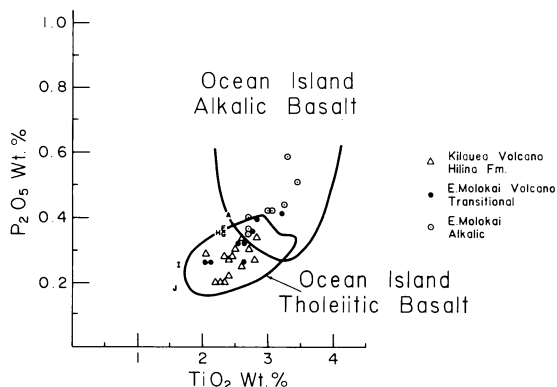 1.0
0.8
0.6
0.4
0.2
P₂O₅ Wt.%
Ocean Island
Alkalic Basalt
△ Kilauea Volcano
Hilina Fm.
● E.Molokai Volcano
Transitional
⊙ E.Molokai
Alkalic
A
F
H G
I
J
Ocean Island
Tholeiitic Basalt
1 2 3 4
TiO₂ Wt.%